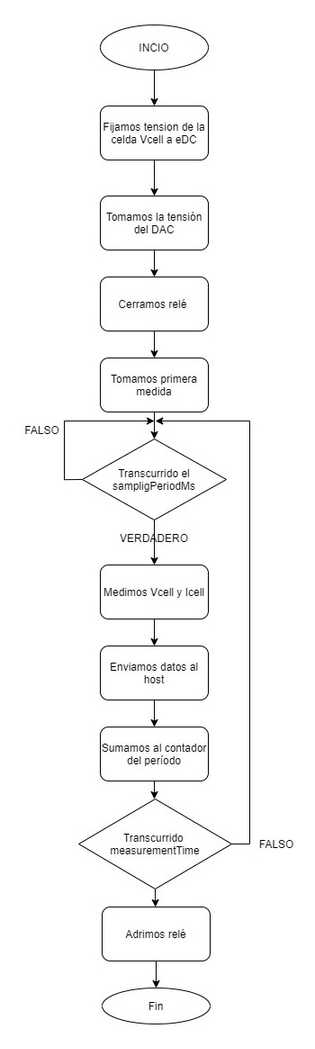 INCIO
Fijamos tension de la
celda Vcell a eDC
Tomamos la tensión
del DAC
Cerramos relé
Tomamos primera
medida
FALSO
Transcurrido el
sampligPeriodMs
VERDADERO
Medimos Vcell y Icell
Enviamos datos al
host
Sumamos al contador
del período
Transcurrido
measurementTime
FALSO
Adrimos relé
Fin